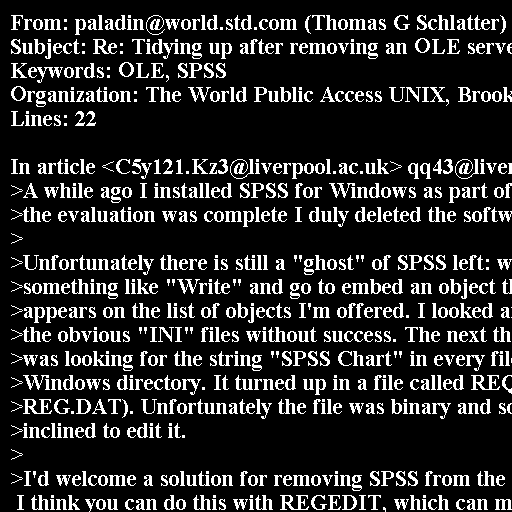 From: paladin@world.std.com (Thomas G Schlatter)
Subject: Re: Tidying up after removing an OLE serve
Keywords: OLE, SPSS
Organization: The World Public Access UNIX, Brook
Lines: 22

In article <C5y121.Kz3@liverpool.ac.uk> qq43@liver
>A while ago I installed SPSS for Windows as part of
>the evaluation was complete I duly deleted the softw
>
>Unfortunately there is still a "ghost" of SPSS left: w
>something like "Write" and go to embed an object th
>appears on the list of objects I'm offered. I looked a
>the obvious "INI" files without success. The next th
>was looking for the string "SPSS Chart" in every file
>Windows directory. It turned up in a file called REQ
>REG.DAT). Unfortunately the file was binary and so
>inclined to edit it.
>
>I'd welcome a solution for removing SPSS from the
 I think you can do this with REGEDIT, which can m